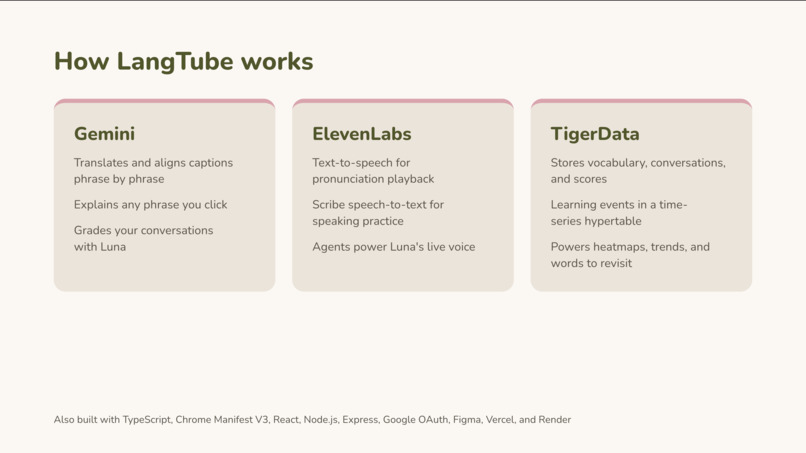 How LangTube works
Gemini
Translates and aligns captions
phrase by phrase
Explains any phrase you click
Grades your conversations
with Luna
ElevenLabs
Text-to-speech for
pronunciation playback
Scribe speech-to-text for
speaking practice
Agents power Luna's live voice
TigerData
Stores vocabulary, conversations,
and scores
Learning events in a time-
series hypertable
Powers heatmaps, trends, and
words to revisit
Also built with TypeScript, Chrome Manifest V3, React, Node.js, Express, Google OAuth, Figma, Vercel, and Render